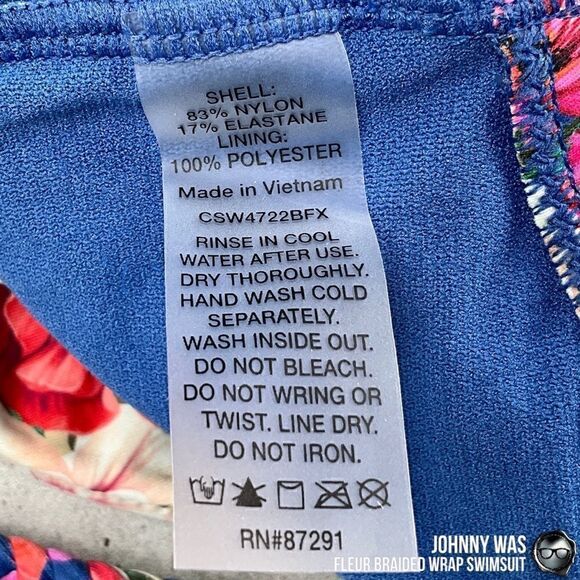 SHELL:
83% NYLON
17% ELASTANE
LINING:
100% POLYESTER
Made in Vietnam
CSW4722BFX
RINSE IN COOL
WATER AFTER USE.
DRY THOROUGHLY.
HAND WASH COLD
SEPARATELY.
WASH INSIDE OUT.
DO NOT BLEACH.
DO NOT WRING OR
TWIST. LINE DRY.
DO NOT IRON.
RN#87291
JOHNNY WAS
FLEUR BRAIDED WRAP SWIMSUIT